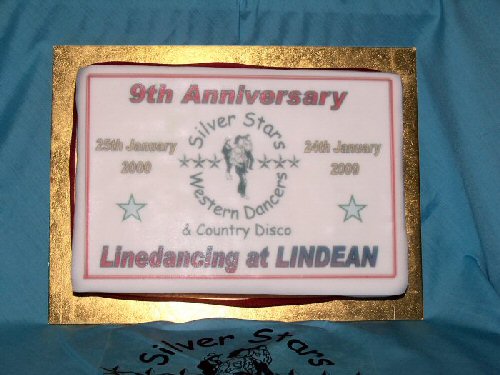 9th Anniversary
25th January
2000
Silver Stars
Western Dancers
24th January
2009
& Country Disco
Linedancing at LINDEAN
Silver Stars